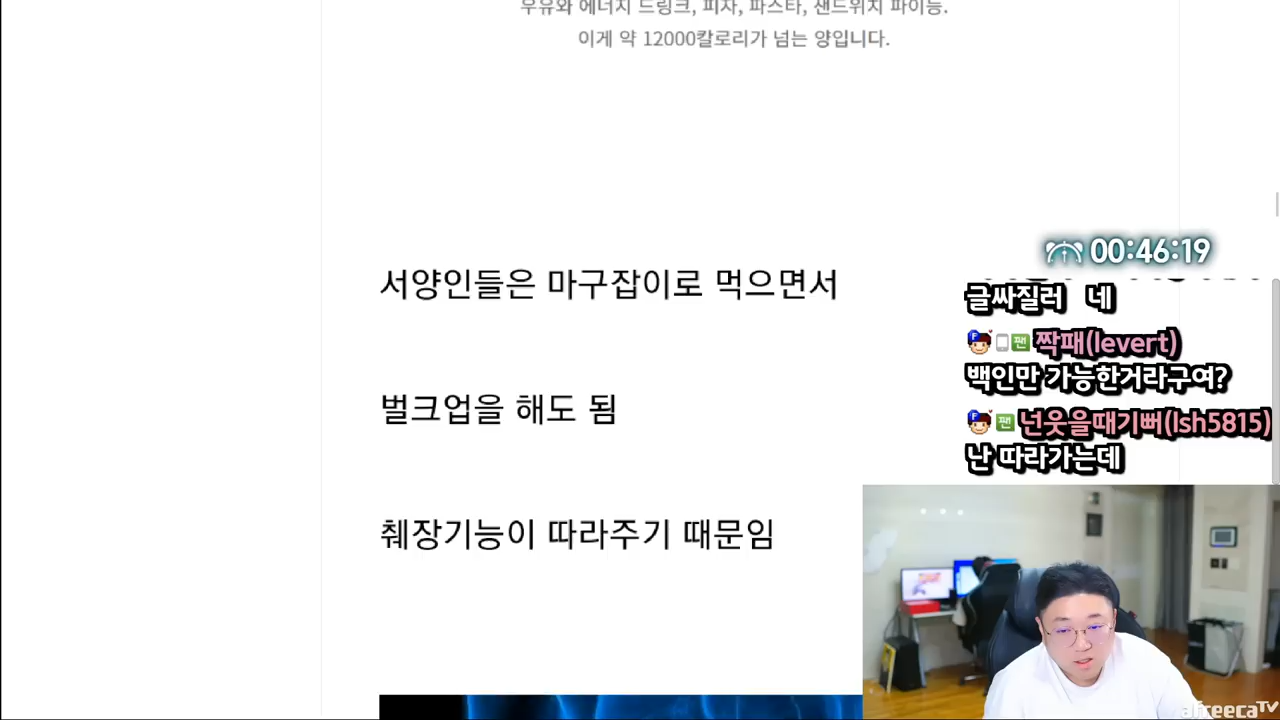 우유와 에너지 드링크, 피자, 파스타, 샌드위치 파이등.
이게 약 12000칼로리가 넘는 양입니다.
서양인들은 마구잡이로 먹으면서
벌크업을 해도 됨
췌장기능이 따라주기 때문임
00:46:19
글싸질러 네
팬 짝패(levert)
백인만 가능한거라구여?
팬 넌웃을때기뻐(lsh5815)
난 따라가는데
afreecaTV